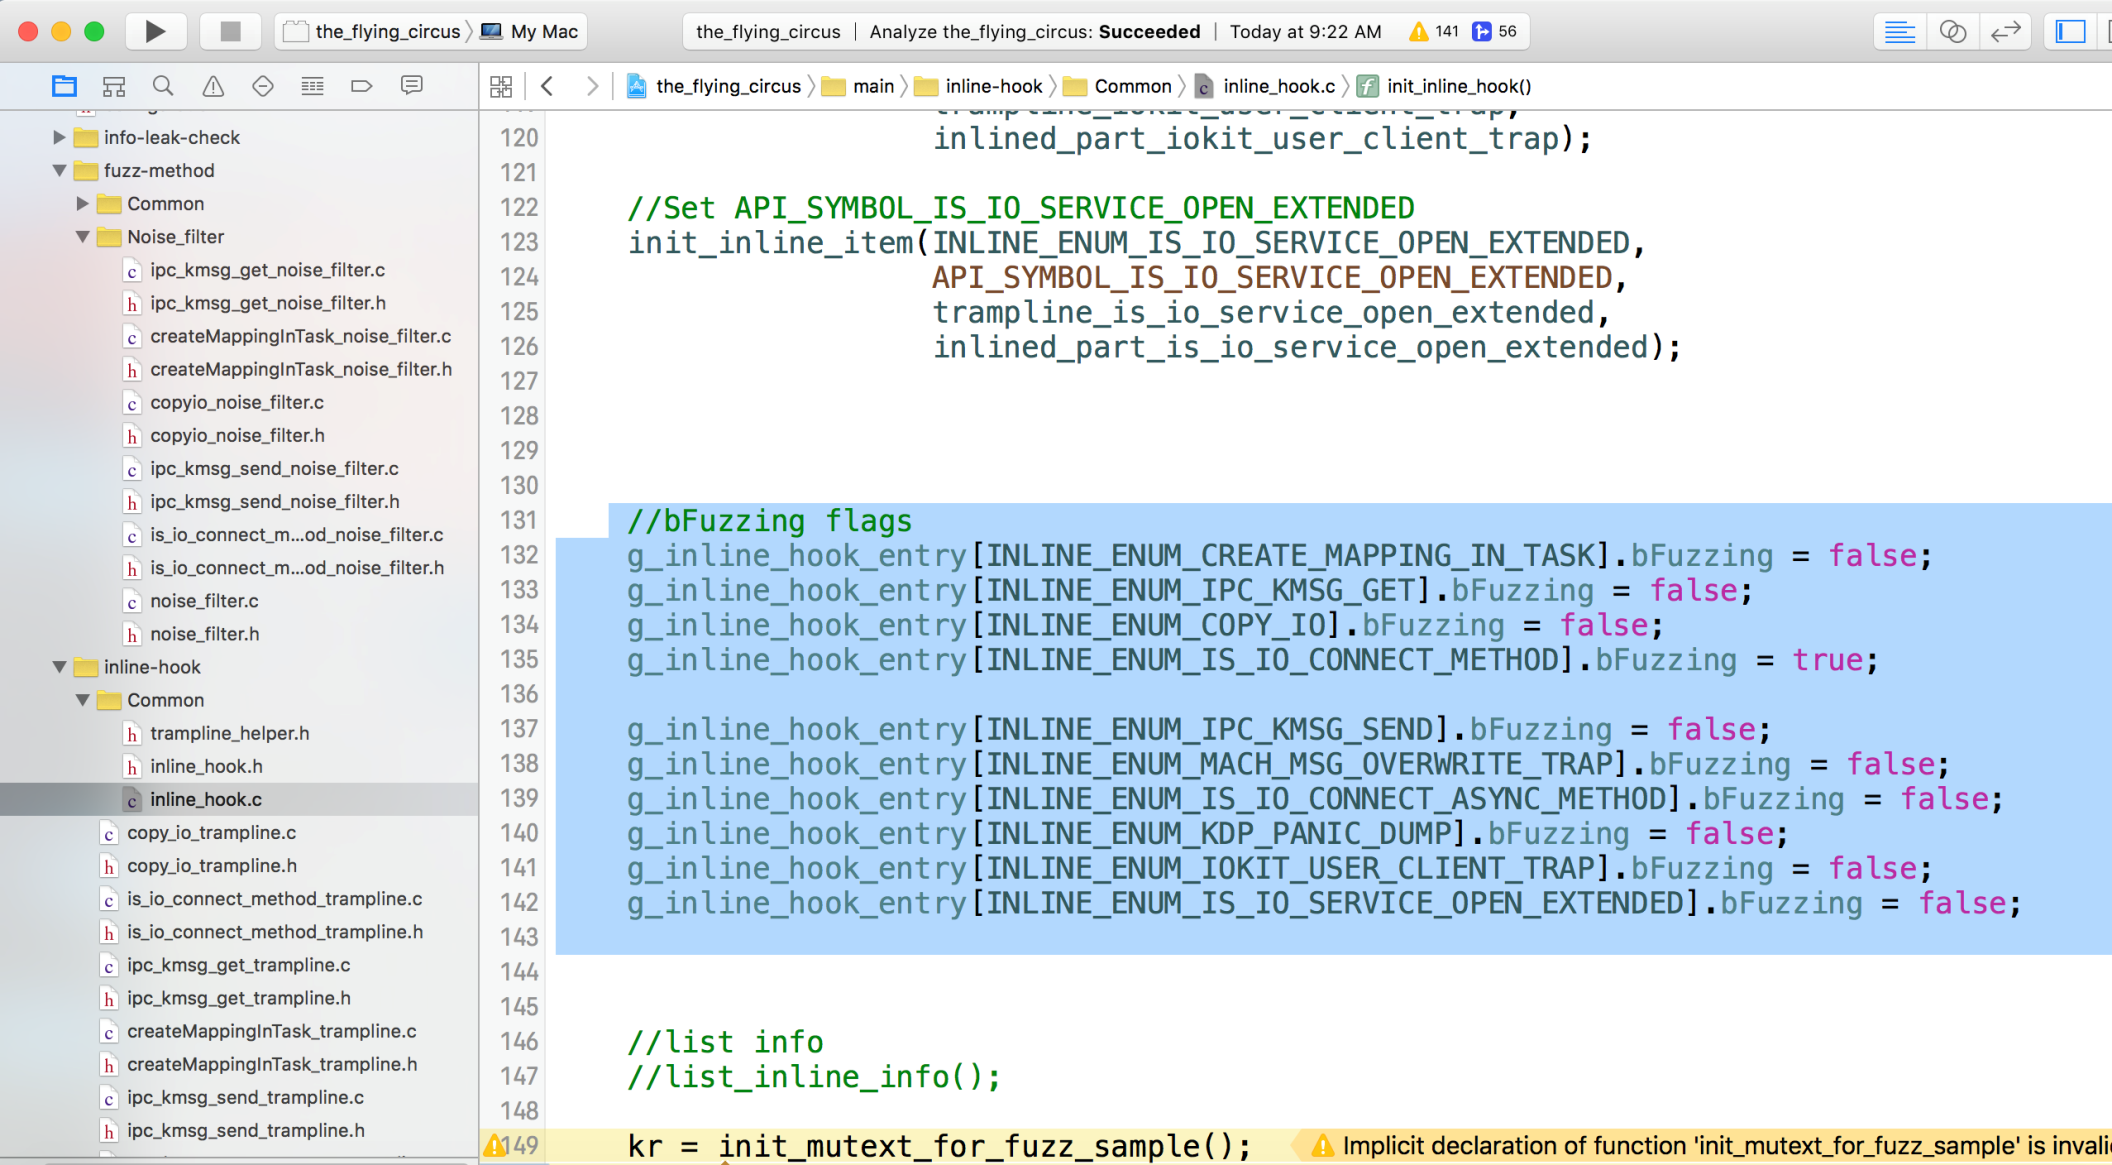 the_flying_circus My Mac
the_flying_circus | Analyze the_flying_circus: Succeeded | Today at 9:22 AM 141 56
the_flying_circus main inline-hook Common inline_hook.c init_inline_hook()
info-leak-check
fuzz-method
Common
Noise_filter
ipc_kmsg_get_noise_filter.c
ipc_kmsg_get_noise_filter.h
createMappingInTask_noise_filter.c
createMappingInTask_noise_filter.h
copyio_noise_filter.c
copyio_noise_filter.h
ipc_kmsg_send_noise_filter.c
ipc_kmsg_send_noise_filter.h
is_io_connect_m...od_noise_filter.c
is_io_connect_m...od_noise_filter.h
noise_filter.c
noise_filter.h
inline-hook
Common
trampline_helper.h
inline_hook.h
inline_hook.c
copy_io_trampline.c
copy_io_trampline.h
is_io_connect_method_trampline.c
is_io_connect_method_trampline.h
ipc_kmsg_get_trampline.c
ipc_kmsg_get_trampline.h
createMappingInTask_trampline.c
createMappingInTask_trampline.h
ipc_kmsg_send_trampline.c
ipc_kmsg_send_trampline.h
trampline_iokit_user_client_trap,
120 inlined_part_iokit_user_client_trap);
121
122 //Set API_SYMBOL_IS_IO_SERVICE_OPEN_EXTENDED
123 init_inline_item(INLINE_ENUM_IS_IO_SERVICE_OPEN_EXTENDED,
124 API_SYMBOL_IS_IO_SERVICE_OPEN_EXTENDED,
125 trampline_is_io_service_open_extended,
126 inlined_part_is_io_service_open_extended);
127
128
129
130
131 //bFuzzing flags
132 g_inline_hook_entry[INLINE_ENUM_CREATE_MAPPING_IN_TASK].bFuzzing = false;
133 g_inline_hook_entry[INLINE_ENUM_IPC_KMSG_GET].bFuzzing = false;
134 g_inline_hook_entry[INLINE_ENUM_COPY_IO].bFuzzing = false;
135 g_inline_hook_entry[INLINE_ENUM_IS_IO_CONNECT_METHOD].bFuzzing = true;
136
137 g_inline_hook_entry[INLINE_ENUM_IPC_KMSG_SEND].bFuzzing = false;
138 g_inline_hook_entry[INLINE_ENUM_MACH_MSG_OVERWRITE_TRAP].bFuzzing = false;
139 g_inline_hook_entry[INLINE_ENUM_IS_IO_CONNECT_ASYNC_METHOD].bFuzzing = false;
140 g_inline_hook_entry[INLINE_ENUM_KDP_PANIC_DUMP].bFuzzing = false;
141 g_inline_hook_entry[INLINE_ENUM_IOKIT_USER_CLIENT_TRAP].bFuzzing = false;
142 g_inline_hook_entry[INLINE_ENUM_IS_IO_SERVICE_OPEN_EXTENDED].bFuzzing = false;
143
144
145
146 //list info
147 //list_inline_info();
148
149 kr = init_mutext_for_fuzz_sample(); Implicit declaration of function 'init_mutext_for_fuzz_sample' is invali